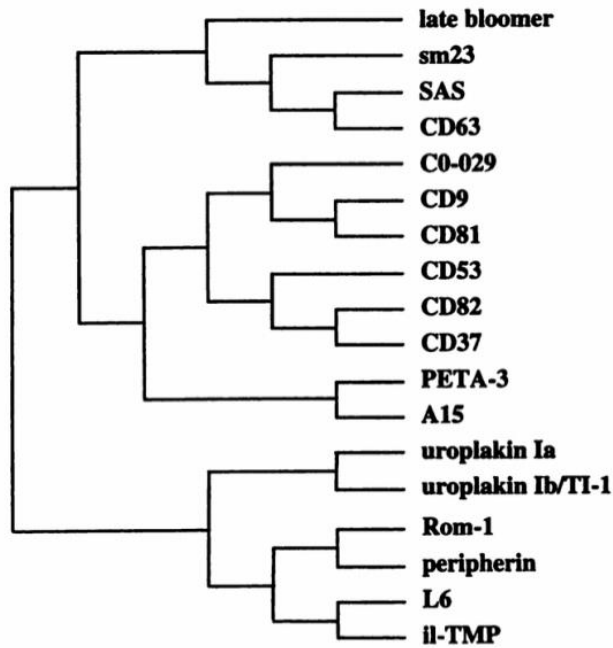 late bloomer
sm23
SAS
CD63
C0-029
CD9
CD81
CD53
CD82
CD37
PETA-3
A15
uroplakin Ia
uroplakin Ib/TI-1
Rom-1
peripherin
L6
il-TMP